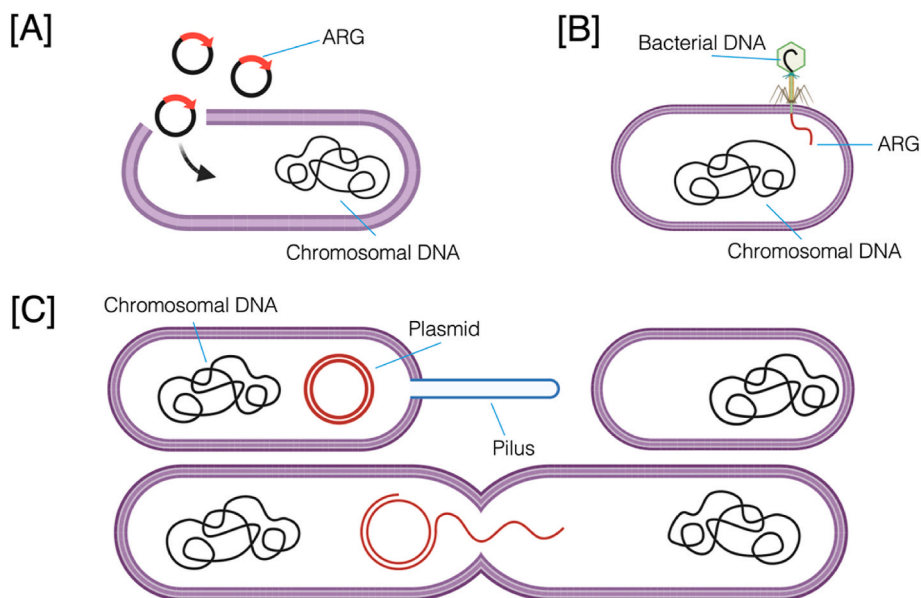 [A]
ARG
Chromosomal DNA
[B]
Bacterial DNA
ARG
Chromosomal DNA
[C]
Chromosomal DNA
Plasmid
Pilus